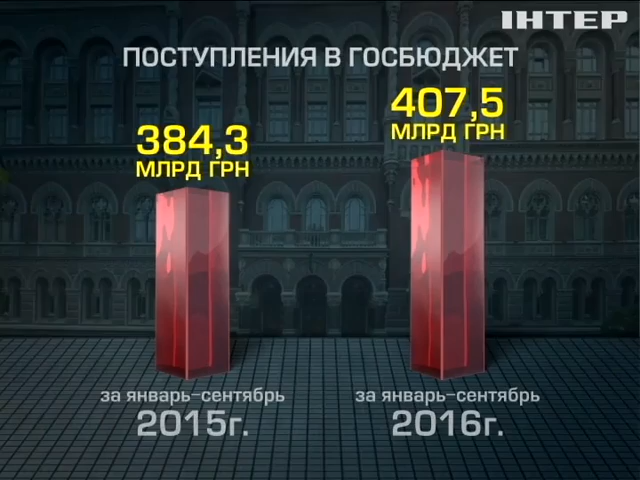 ІНТЕР
ПОСТУПЛЕНИЯ В ГОСБЮДЖЕТ
384,3
МЛРД ГРН
407,5
МЛРД ГРН
за январь-сентябрь
2015г.
за январь-сентябрь
2016г.